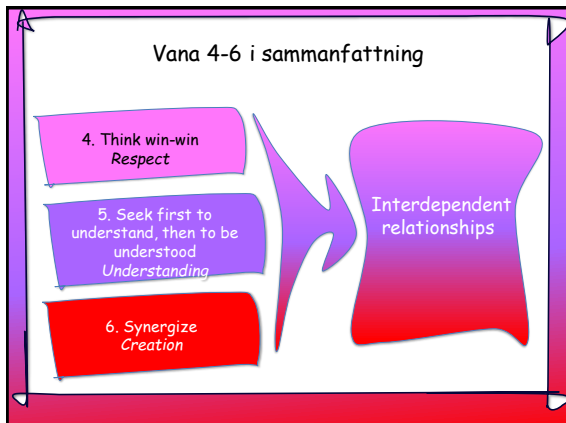 Vana 4-6 i sammanfattning
4. Think win-win
Respect
5. Seek first to
understand, then to be
understood
Understanding
6. Synergize
Creation
Interdependent
relationships